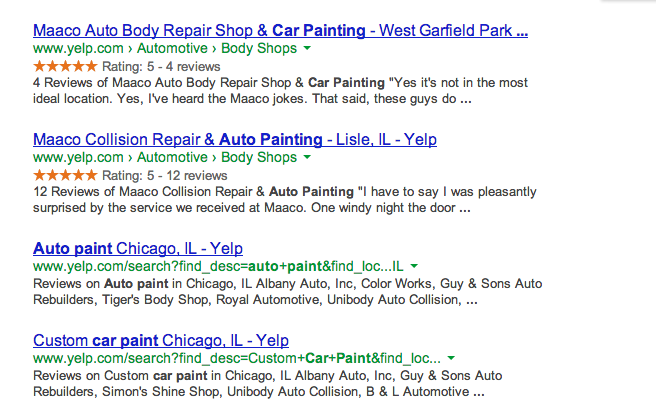 Maaco Auto Body Repair Shop & Car Painting - West Garfield Park ...
www.yelp.com › Automotive › Body Shops
Rating: 5 - 4 reviews
4 Reviews of Maaco Auto Body Repair Shop & Car Painting "Yes it's not in the most
ideal location. Yes, I've heard the Maaco jokes. That said, these guys do ...
Maaco Collision Repair & Auto Painting - Lisle, IL - Yelp
www.yelp.com › Automotive › Body Shops
Rating: 5 - 12 reviews
12 Reviews of Maaco Collision Repair & Auto Painting "I have to say I was pleasantly
surprised by the service we received at Maaco. One windy night the door ...
Auto paint Chicago, IL - Yelp
www.yelp.com/search?find_desc=auto+paint&find_loc...IL
Reviews on Auto paint in Chicago, IL Albany Auto, Inc, Color Works, Guy & Sons Auto
Rebuilders, Tiger's Body Shop, Royal Automotive, Unibody Auto Collision, ...
Custom car paint Chicago, IL - Yelp
www.yelp.com/search?find_desc=Custom+Car+Paint&find_loc...
Reviews on Custom car paint in Chicago, IL Albany Auto, Inc, Guy & Sons Auto
Rebuilders, Simon's Shine Shop, Unibody Auto Collision, B & L Automotive ...